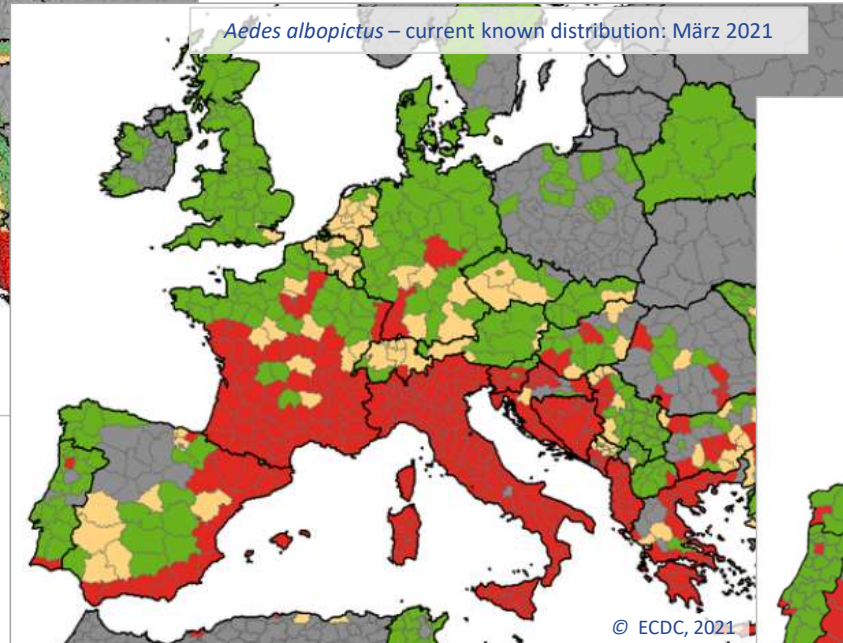 Aedes albopictus – current known distribution: März 2021
© ECDC, 2021